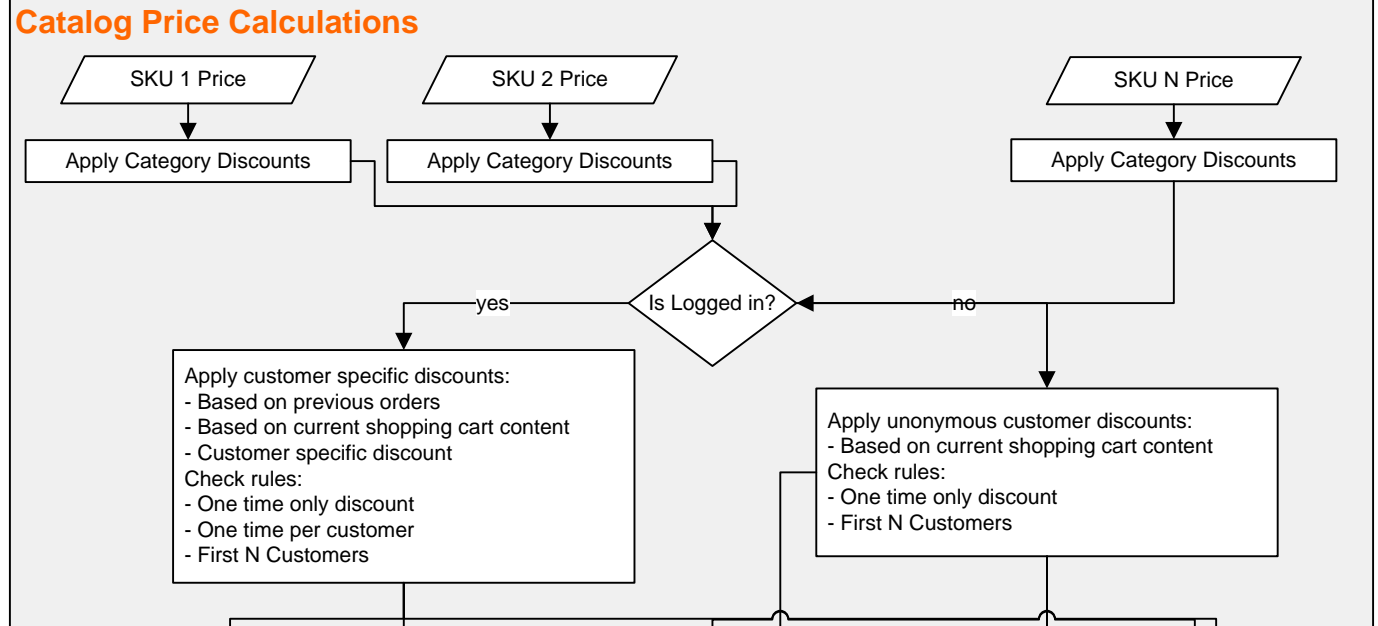 Catalog Price Calculations
SKU 1 Price
SKU 2 Price
SKU N Price
Apply Category Discounts
Apply Category Discounts
Apply Category Discounts
Is Logged in?
yes
no
Apply customer specific discounts:
- Based on previous orders
- Based on current shopping cart content
- Customer specific discount
Check rules:
- One time only discount
- One time per customer
- First N Customers
Apply unonymous customer discounts:
- Based on current shopping cart content
Check rules:
- One time only discount
- First N Customers